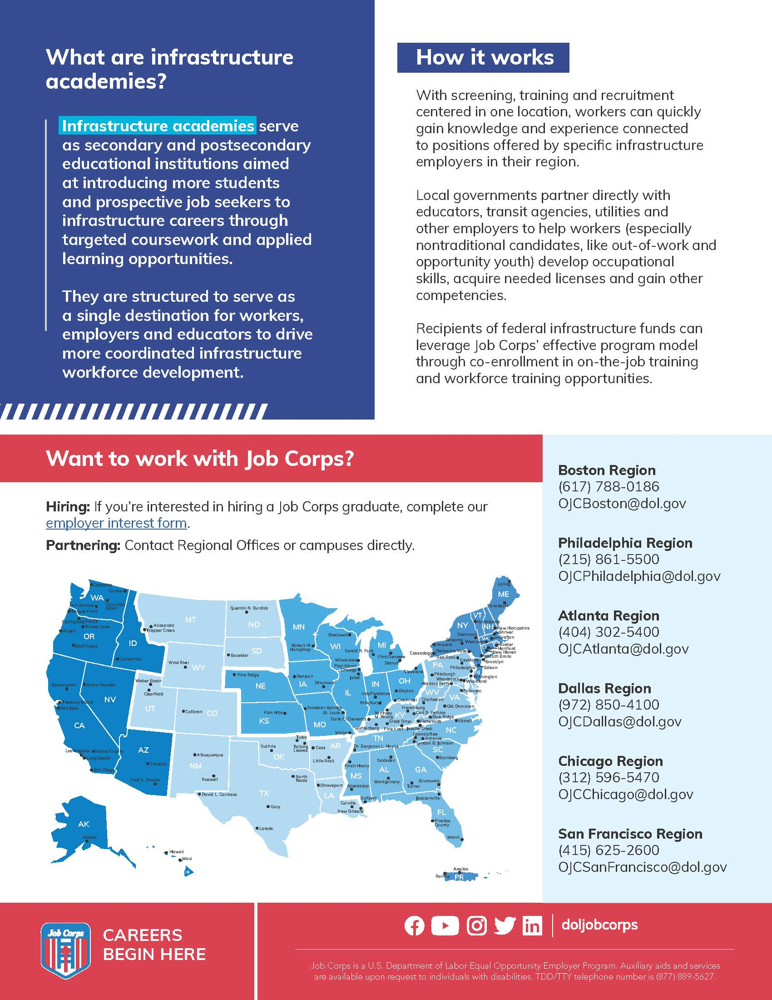 What are infrastructure
academies?
Infrastructure academies serve
as secondary and postsecondary
educational institutions aimed
at introducing more students
and prospective job seekers to
infrastructure careers through
targeted coursework and applied
learning opportunities.
They are structured to serve as
a single destination for workers,
employers and educators to drive
more coordinated infrastructure
workforce development.
How it works
With screening, training and recruitment
centered in one location, workers can quickly
gain knowledge and experience connected
to positions offered by specific infrastructure
employers in their region.
Local governments partner directly with
educators, transit agencies, utilities and
other employers to help workers (especially
nontraditional candidates, like out-of-work and
opportunity youth) develop occupational
skills, acquire needed licenses and gain other
competencies.
Recipients of federal infrastructure funds can
leverage Job Corps’ effective program model
through co-enrollment in on-the-job training
and workforce training opportunities.
Want to work with Job Corps?
Hiring: If you’re interested in hiring a Job Corps graduate, complete our
employer interest form.
Partnering: Contact Regional Offices or campuses directly.
Cascades
Curlew
WA
Fort Simcoe
Columbia
Basin
Tongue Point
Springdale/PIVOT
Timber Lake
Angell
OR
Wolf Creek
ID
Centennial
Anaconda
Trapper Creek
MT
Quentin N. Burdick
ND
SD
Boxelder
Wind River
WY
Weber Basin
Clearfield
UT
Collbran
CO
Sacramento
Sierra Nevada
NV
Treasure Island
San Jose
CA
Los Angeles
Inland Empire
Long Beach
San Diego
AZ
Phoenix
Fred G. Acosta
Albuquerque
NM
Roswell
David L. Carrasco
Pine Ridge
NE
Flint Hills
KS
MN
Hubert H.
Humphrey
Denison
IA
Ottumwa
Excelsior Springs
St. Louis
MO
Mingo
Blackwell
WI
Milwaukee
Paul Simon
Chicago
Joliet
IL
Earle C. Clements
Gerald R. Ford
MI
Flint/Genesee
Detroit
IN
IndyPendence
Atterbury
Cleveland
OH
Dayton
Cincinnati
Whitney
M. Young
KY
Frenchburg
Carl D. Perkins
Great Onyx
Muhlenberg
Pine Knot
Jacobs Creek
Flatwoods
Blue Ridge
Charleston
WV
VA
Old Dominion
Harpers Ferry
Woodstock
Woodland
Potomac
Wilmington
Pittsburgh
PA
Philadelphia
Keystone
Red Rock
NJ
Edison
Brooklyn
South Bronx
New Haven
Hartford
Exeter
Grafton
Shriver
New Hampshire
NH
MA
CT
VT
Northlands
NY
Glenmont
Oneonta
Westover
Iroquois
Delaware Valley
Cassadaga
Loring
ME
Penobscot
Kittrell
NC
Oconaluftee
Schenck
Lyndon B. Johnson
SC
Bamberg
TN
Dr. Benjamin L. Hooks
Finch-Henry
MS
Mississippi
Gulfport
Gadsden
AL
Montgomery
GA
Brunswick
Turner
Jacksonville
FL
Pinellas
County
Miami
Tulsa
Guthrie
Talking
Leaves
OK
Cass
AR
Little Rock
North
Texas
Shreveport
LA
Carville
New Orleans
TX
Gary
Laredo
AK
Alaska
Hawaii
Maui
HI
Arecibo
Ramey
PR
Boston Region
(617) 788-0186
OJCBoston@dol.gov
Philadelphia Region
(215) 861-5500
OJCPhiladelphia@dol.gov
Atlanta Region
(404) 302-5400
OJCAtlanta@dol.gov
Dallas Region
(972) 850-4100
OJCDallas@dol.gov
Chicago Region
(312) 596-5470
OJCChicago@dol.gov
San Francisco Region
(415) 625-2600
OJCSanFrancisco@dol.gov
Job Corps
CAREERS
BEGIN HERE
doljobcorps
Job Corps is a U.S. Department of Labor Equal Opportunity Employer Program. Auxiliary aids and services
are available upon request to individuals with disabilities. TDD/TTY telephone number is (877) 889-5627.